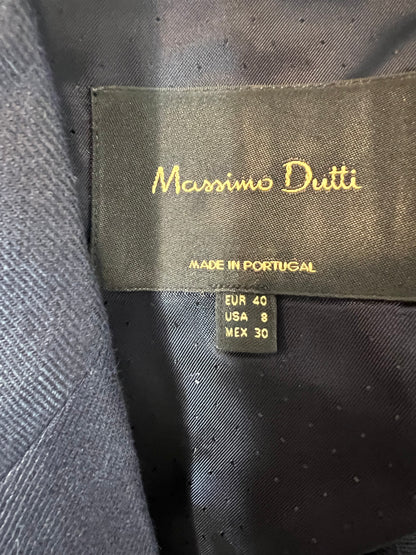 Massimo Dutti
MADE IN PORTUGAL
EUR 40
USA 8
MEX 30